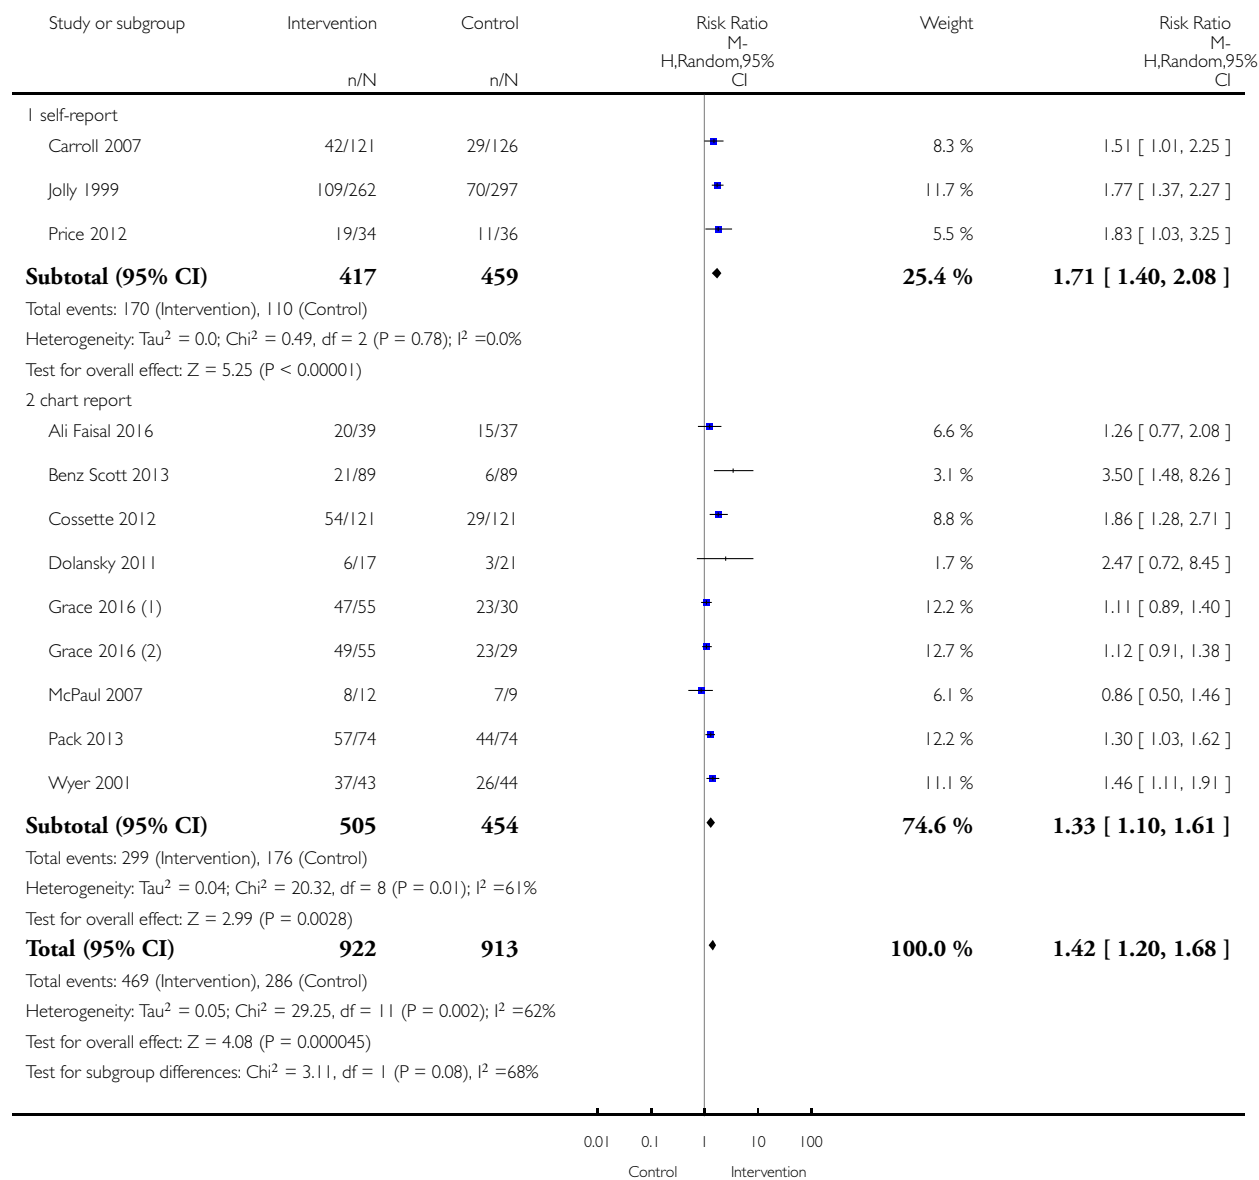 Study or subgroup Intervention Control Risk Ratio Weight Risk Ratio
M- M-
H,Random,95% H,Random,95%
n/N n/N CI CI
1 self-report
Carroll 2007 42/121 29/126 8.3 % 1.51 [ 1.01, 2.25 ]
Jolly 1999 109/262 70/297 11.7 % 1.77 [ 1.37, 2.27 ]
Price 2012 19/34 11/36 5.5 % 1.83 [ 1.03, 3.25 ]
Subtotal (95% CI) 417 459 25.4 % 1.71 [ 1.40, 2.08 ]
Total events: 170 (Intervention), 110 (Control)
Heterogeneity: Tau² = 0.0; Chi² = 0.49, df = 2 (P = 0.78); I² =0.0%
Test for overall effect: Z = 5.25 (P < 0.00001)
2 chart report
Ali Faisal 2016 20/39 15/37 6.6 % 1.26 [ 0.77, 2.08 ]
Benz Scott 2013 21/89 6/89 3.1 % 3.50 [ 1.48, 8.26 ]
Cossette 2012 54/121 29/121 8.8 % 1.86 [ 1.28, 2.71 ]
Dolansky 2011 6/17 3/21 1.7 % 2.47 [ 0.72, 8.45 ]
Grace 2016 (1) 47/55 23/30 12.2 % 1.11 [ 0.89, 1.40 ]
Grace 2016 (2) 49/55 23/29 12.7 % 1.12 [ 0.91, 1.38 ]
McPaul 2007 8/12 7/9 6.1 % 0.86 [ 0.50, 1.46 ]
Pack 2013 57/74 44/74 12.2 % 1.30 [ 1.03, 1.62 ]
Wyer 2001 37/43 26/44 11.1 % 1.46 [ 1.11, 1.91 ]
Subtotal (95% CI) 505 454 74.6 % 1.33 [ 1.10, 1.61 ]
Total events: 299 (Intervention), 176 (Control)
Heterogeneity: Tau² = 0.04; Chi² = 20.32, df = 8 (P = 0.01); I² =61%
Test for overall effect: Z = 2.99 (P = 0.0028)
Total (95% CI) 922 913 100.0 % 1.42 [ 1.20, 1.68 ]
Total events: 469 (Intervention), 286 (Control)
Heterogeneity: Tau² = 0.05; Chi² = 29.25, df = 11 (P = 0.002); I² =62%
Test for overall effect: Z = 4.08 (P = 0.000045)
Test for subgroup differences: Chi² = 3.11, df = 1 (P = 0.08), I² =68%
0.01 0.1 1 10 100
Control Intervention